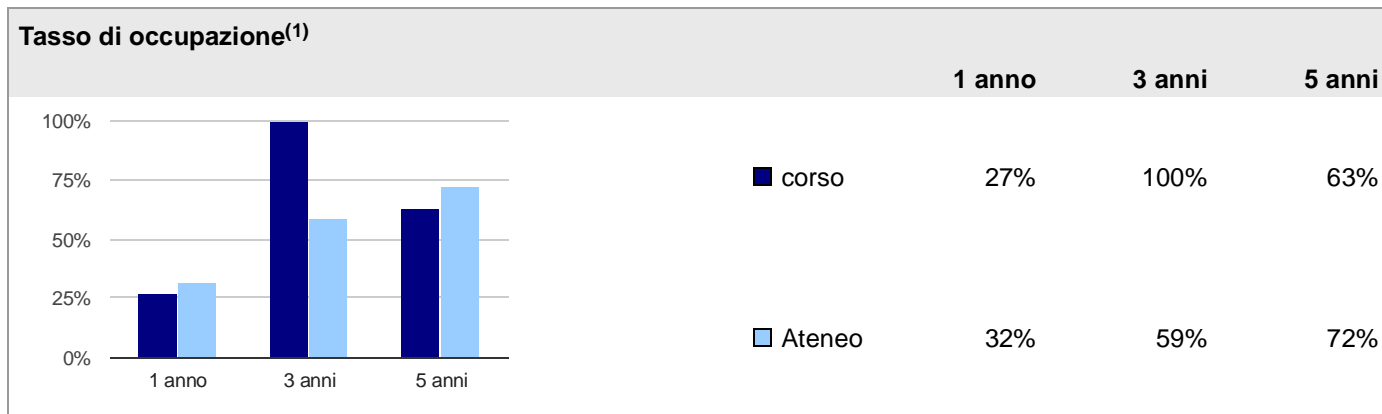 Tasso di occupazione(1)
1 anno 3 anni 5 anni
100%
75%
50%
25%
0%
1 anno 3 anni 5 anni
corso 27% 100% 63%
Ateneo 32% 59% 72%